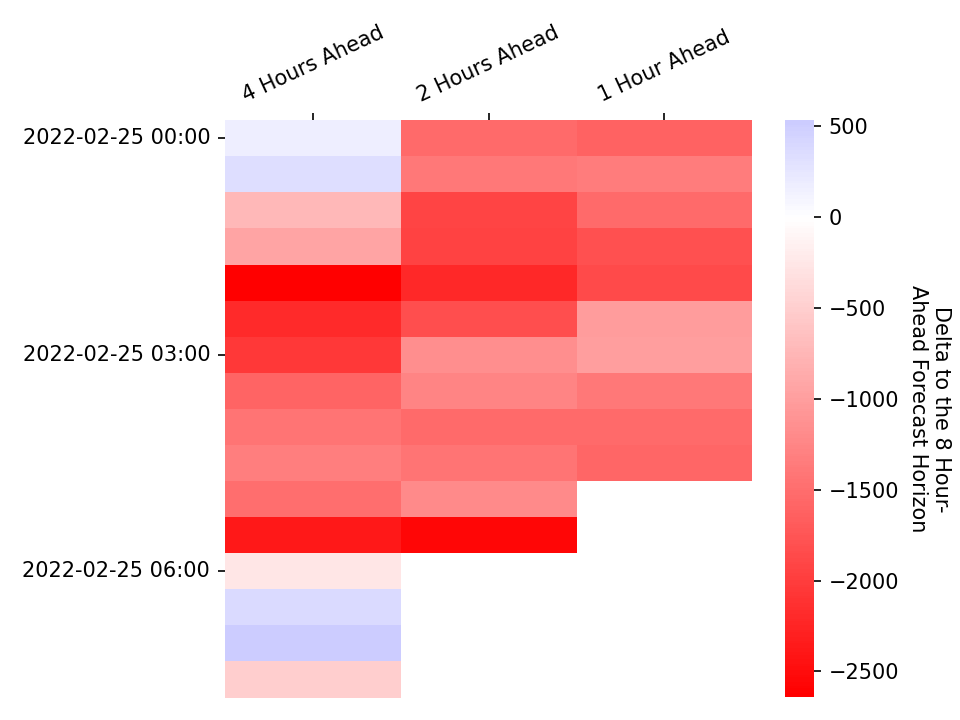 4 Hours Ahead
2 Hours Ahead
1 Hour Ahead
2022-02-25 00:00
2022-02-25 03:00
2022-02-25 06:00
500
0
−500
−1000
−1500
−2000
−2500
Delta to the 8 Hour-
Ahead Forecast Horizon